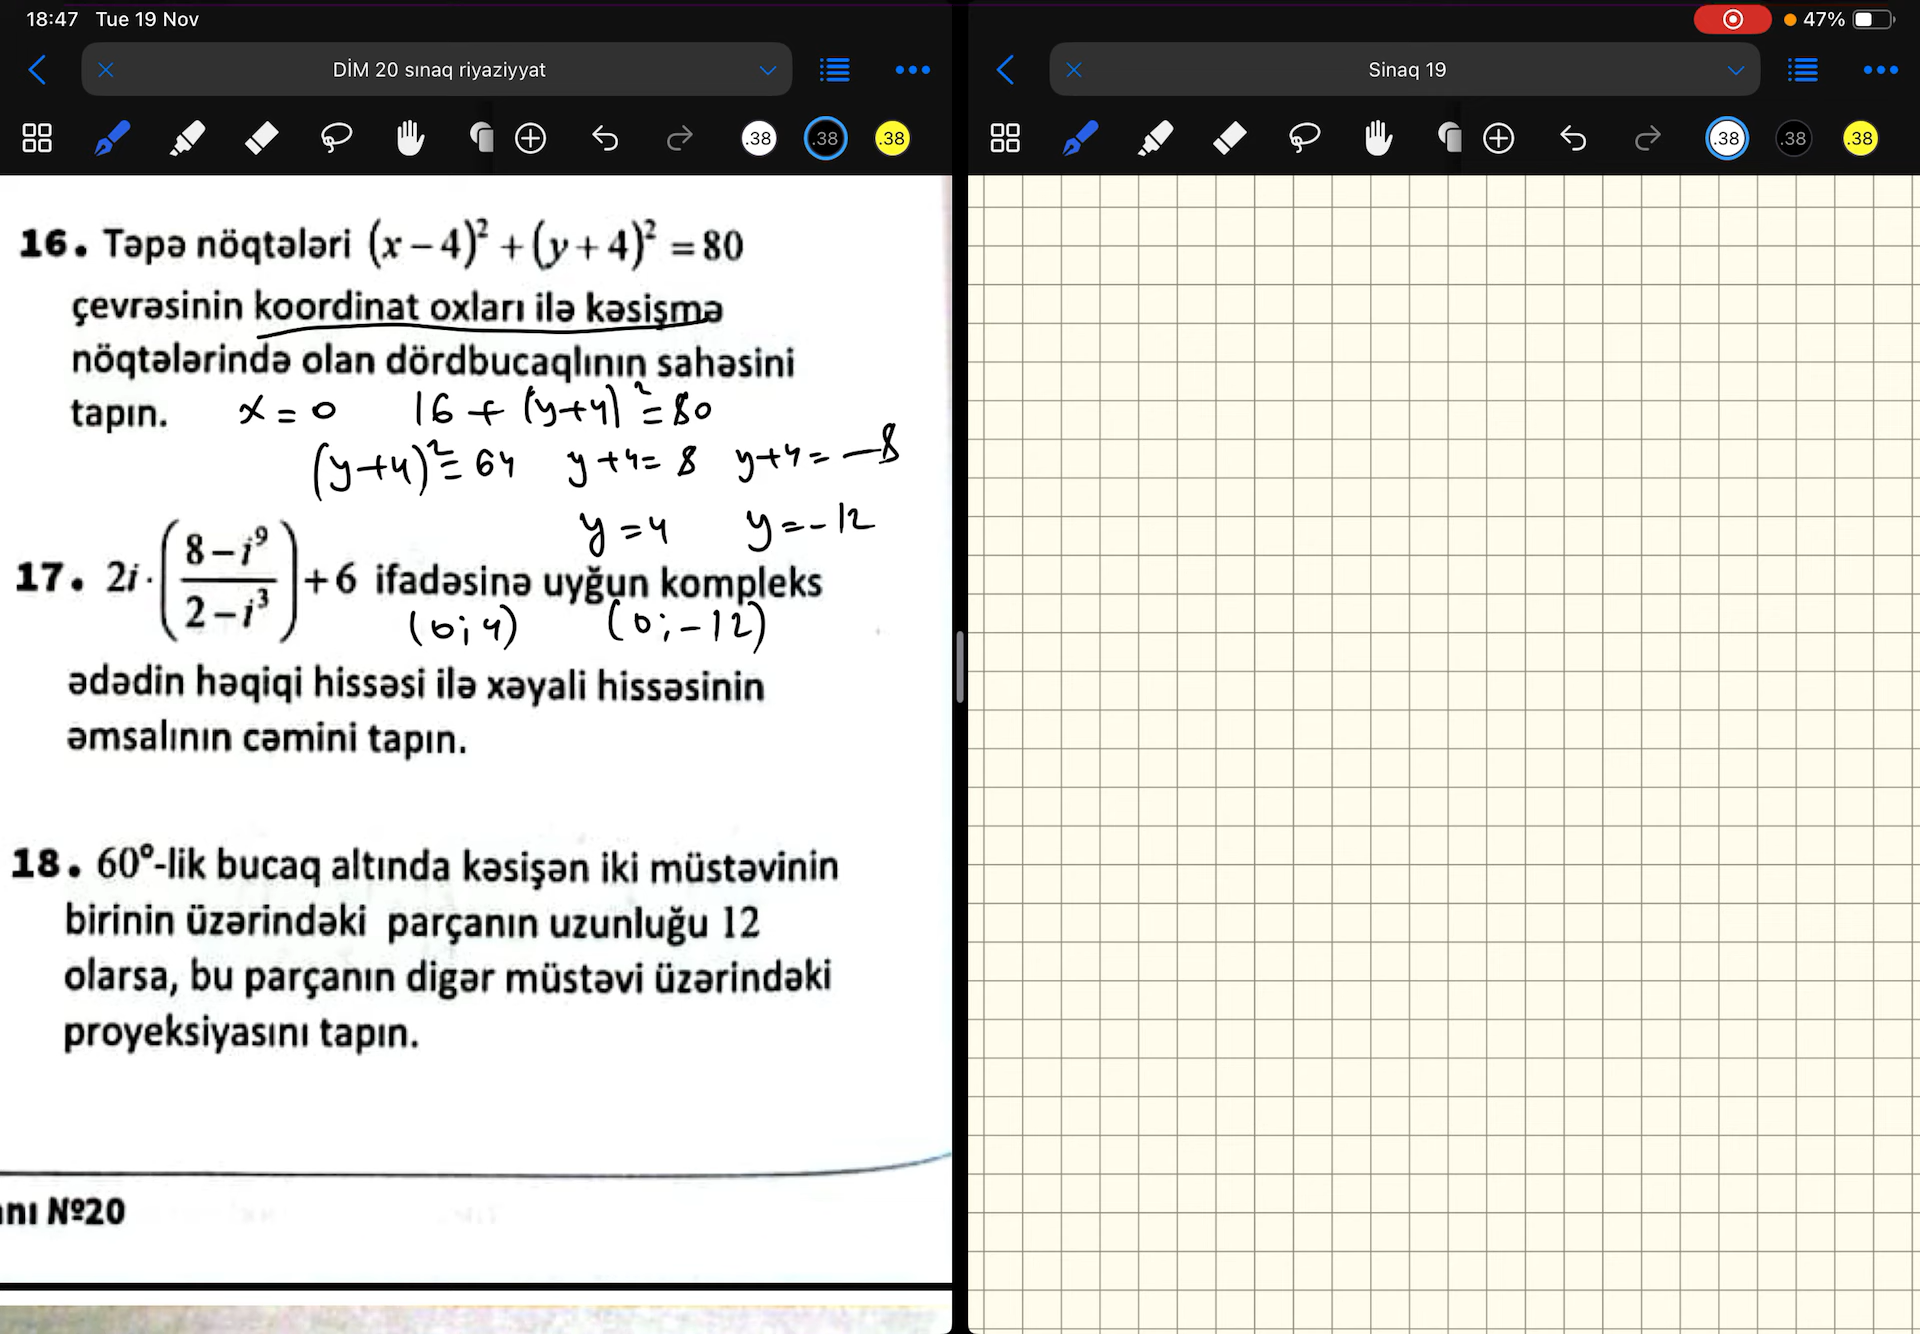 18:47 Tue 19 Nov
47%
DİM 20 sınaq riyaziyyat
Sinaq 19
.38 .38 .38
.38 .38 .38
16. Təpə nöqtələri (x – 4)² + (y + 4)² = 80
çevrəsinin koordinat oxları ilə kəsişmə
nöqtələrində olan dördbucaqlının sahəsini
tapın. x = 0 16 + (y+4)² = 80
(y+4)² = 64 y+4 = 8 y+4 = –8
y = 4 y = –12
17. 2i · ((8 – i⁹)/(2 – i³)) + 6 ifadəsinə uyğun kompleks
(0; 4) (0; –12)
ədədin həqiqi hissəsi ilə xəyali hissəsinin
əmsalının cəmini tapın.
18. 60°-lik bucaq altında kəsişən iki müstəvinin
birinin üzərindəki parçanın uzunluğu 12
olarsa, bu parçanın digər müstəvi üzərindəki
proyeksiyasını tapın.
№20